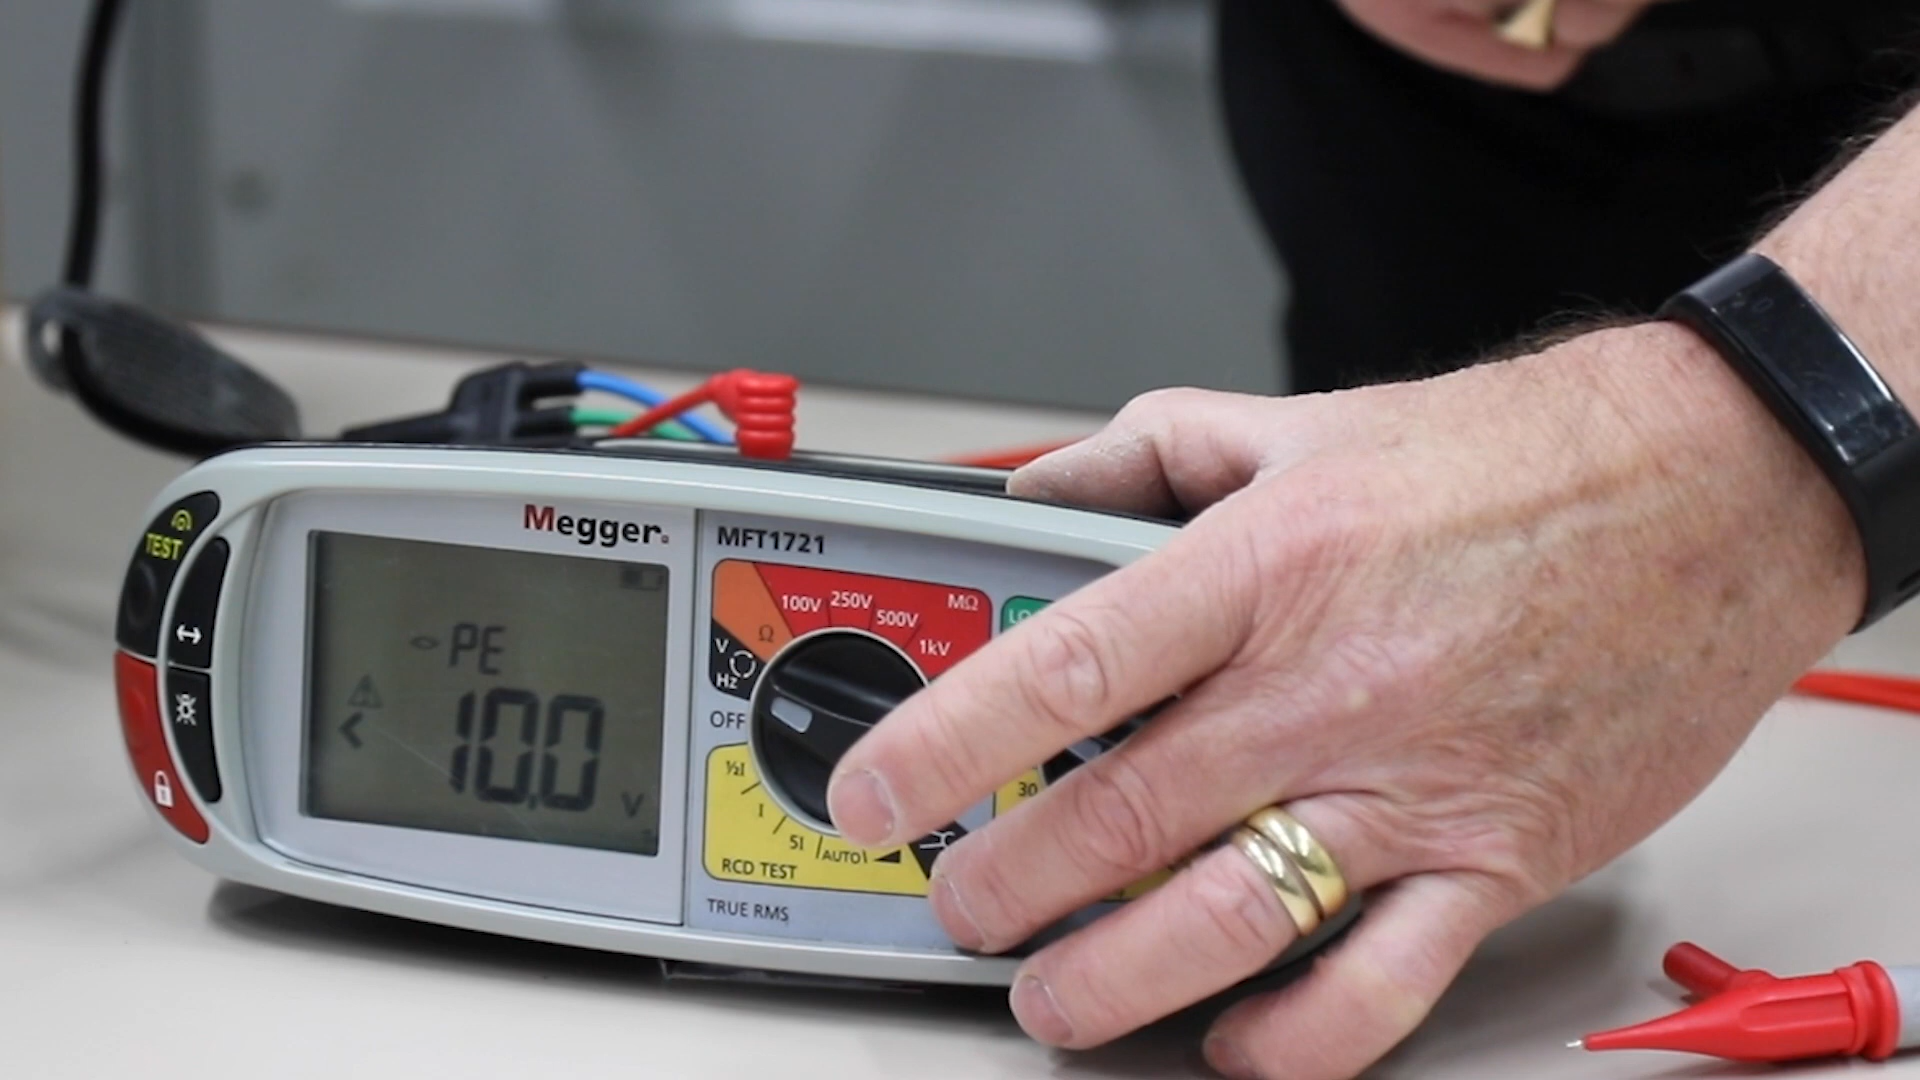 Megger.
MFT1721
TEST
100V
250V
500V
1kV
MΩ
Ω
V
Hz
OFF
LO
- PE
< 10.0 V
½I
I
5I
AUTO
30
RCD TEST
TRUE RMS